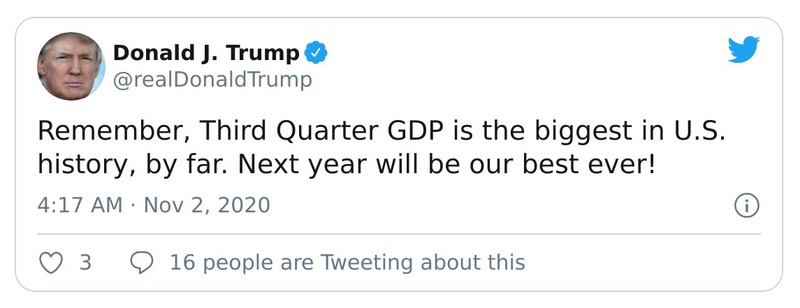 Donald J. Trump
@realDonaldTrump
Remember, Third Quarter GDP is the biggest in U.S.
history, by far. Next year will be our best ever!
4:17 AM · Nov 2, 2020
3 16 people are Tweeting about this